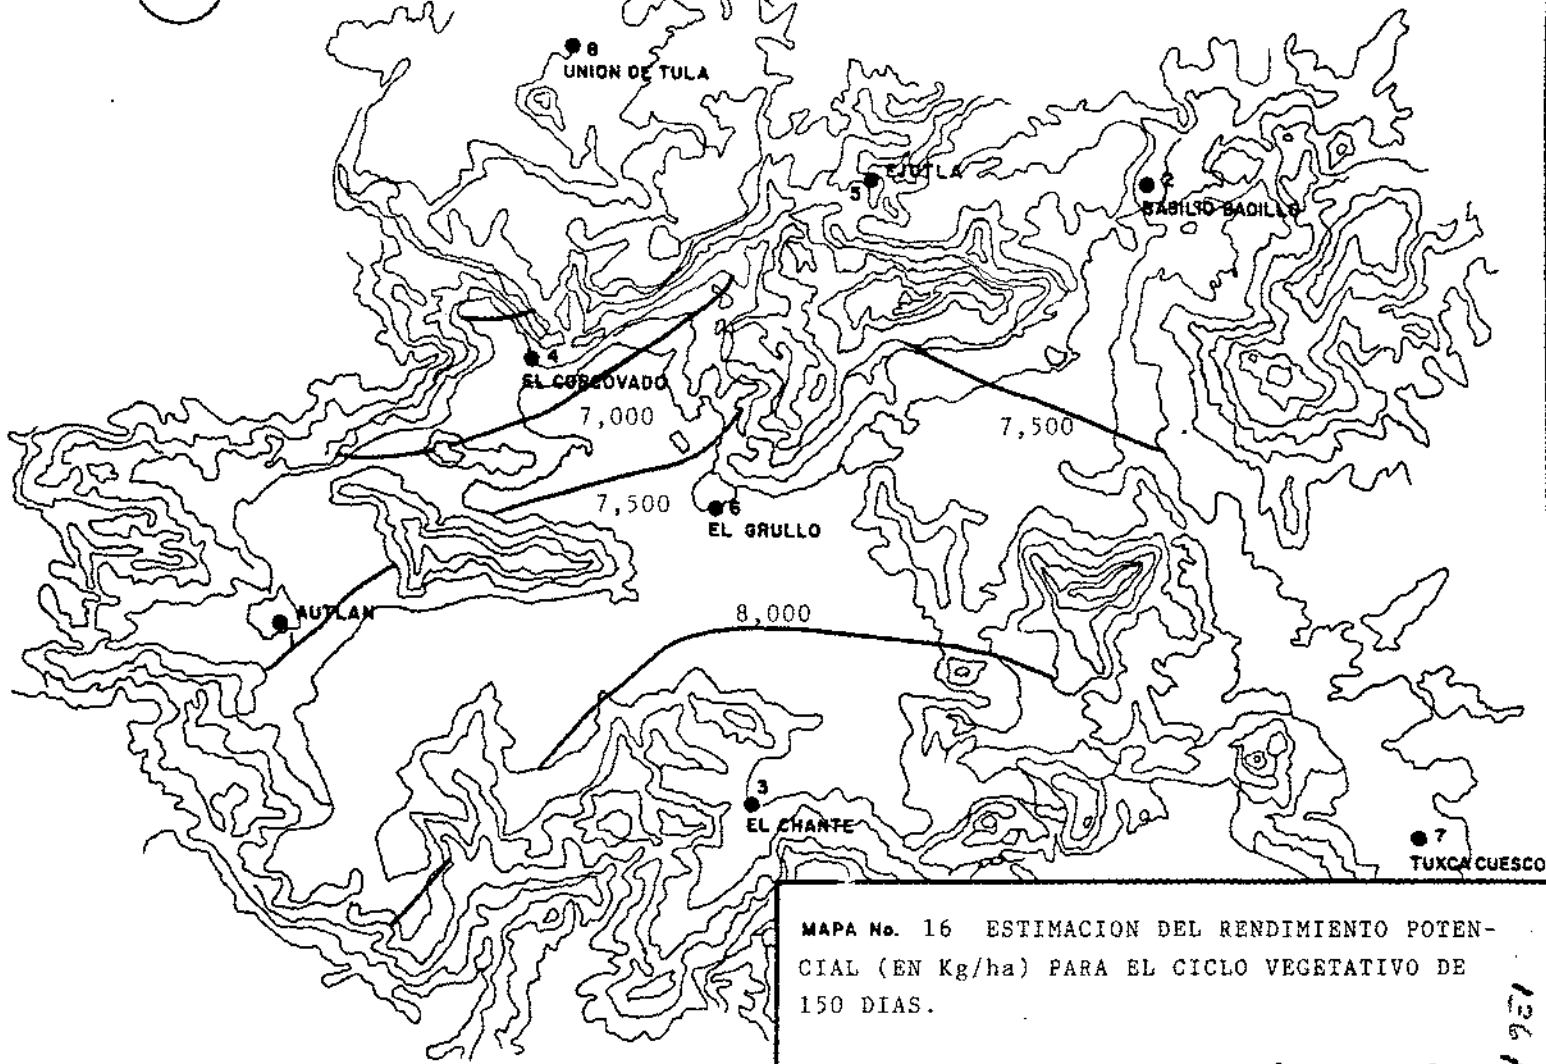 8
UNION DE TULA
EJUTLA
5
2
BASILIO BADILLO
4
EL CORCOVADO
7,000
7,500
7,500
6
EL GRULLO
AUTLAN
1
8,000
3
EL CHANTE
7
TUXCACUESCO
MAPA No. 16 ESTIMACION DEL RENDIMIENTO POTEN-
CIAL (EN Kg/ha) PARA EL CICLO VEGETATIVO DE
150 DIAS.